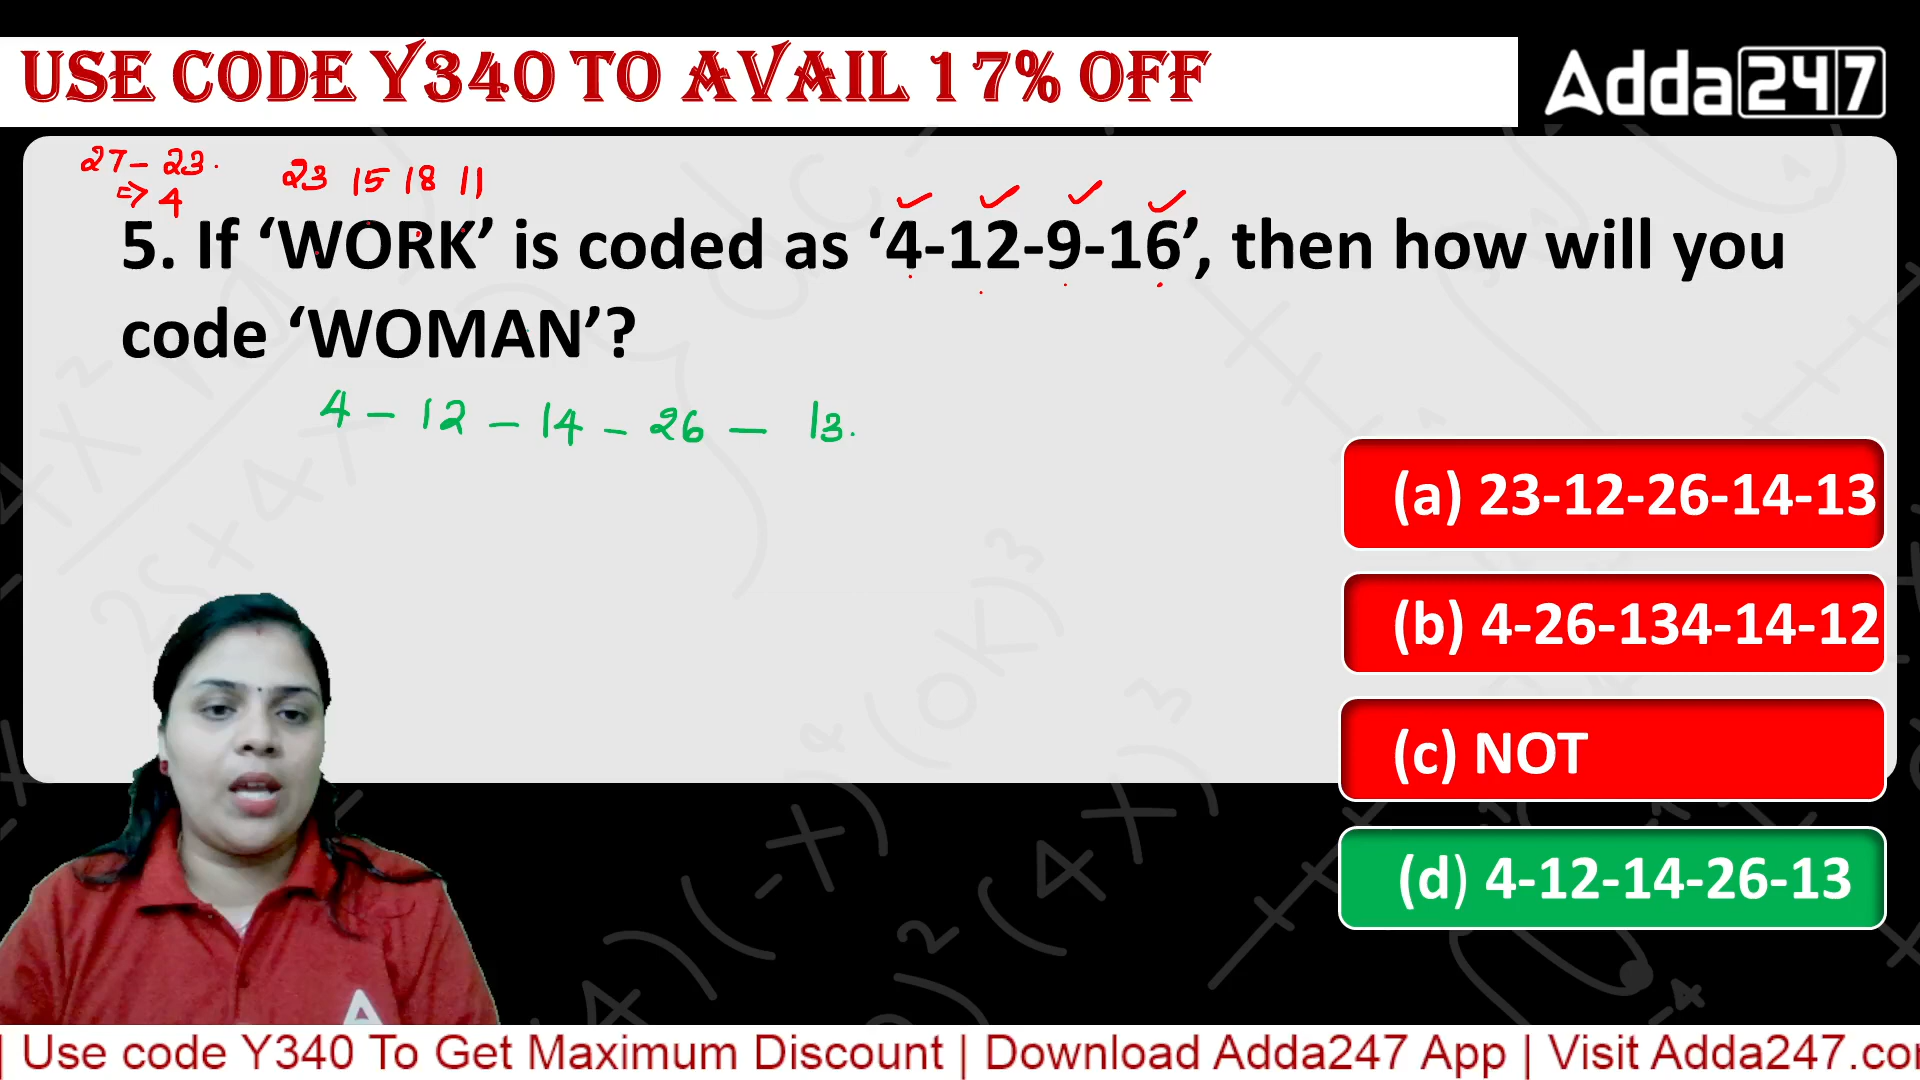 USE CODE Y340 TO AVAIL 17% OFF
Adda247
27 - 23.
⇒ 4
23 15 18 11
5. If ‘WORK’ is coded as ‘4-12-9-16’, then how will you
code ‘WOMAN’?
4 - 12 - 14 - 26 - 13.
(a) 23-12-26-14-13
(b) 4-26-134-14-12
(c) NOT
(d) 4-12-14-26-13
| Use code Y340 To Get Maximum Discount | Download Adda247 App | Visit Adda247.co